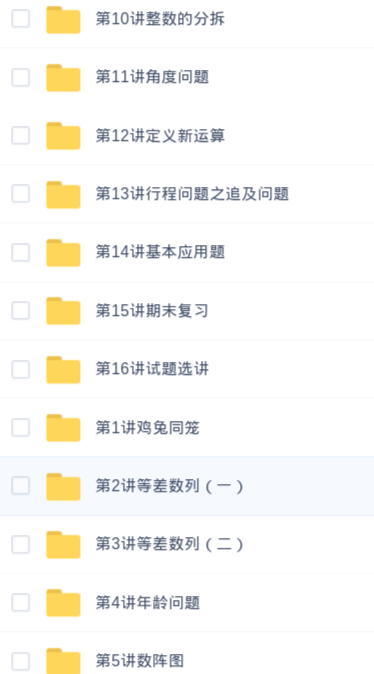 第10讲整数的分拆
第11讲角度问题
第12讲定义新运算
第13讲行程问题之追及问题
第14讲基本应用题
第15讲期末复习
第16讲试题选讲
第1讲鸡兔同笼
第2讲等差数列（一）
第3讲等差数列（二）
第4讲年龄问题
第5讲数阵图